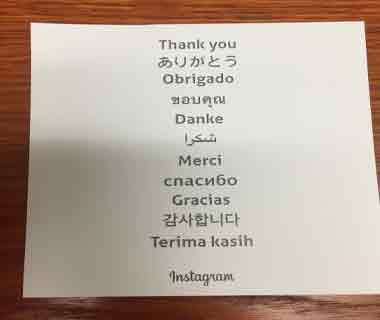 Thank you
ありがとう
Obrigado
ขอบคุณ
Danke
شكرا
Merci
спасибо
Gracias
감사합니다
Terima kasih
Instagram